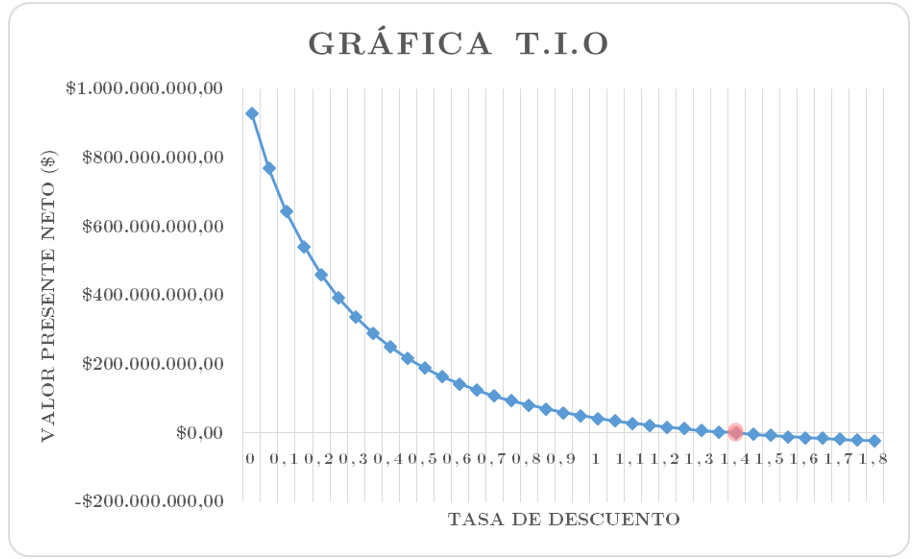 GRÁFICA T.I.O
$1.000.000.000,00
$800.000.000,00
$600.000.000,00
$400.000.000,00
$200.000.000,00
$0,00
-$200.000.000,00
VALOR PRESENTE NETO ($)
0 0,1 0,2 0,3 0,4 0,5 0,6 0,7 0,8 0,9 1 1,1 1,2 1,3 1,4 1,5 1,6 1,7 1,8
TASA DE DESCUENTO